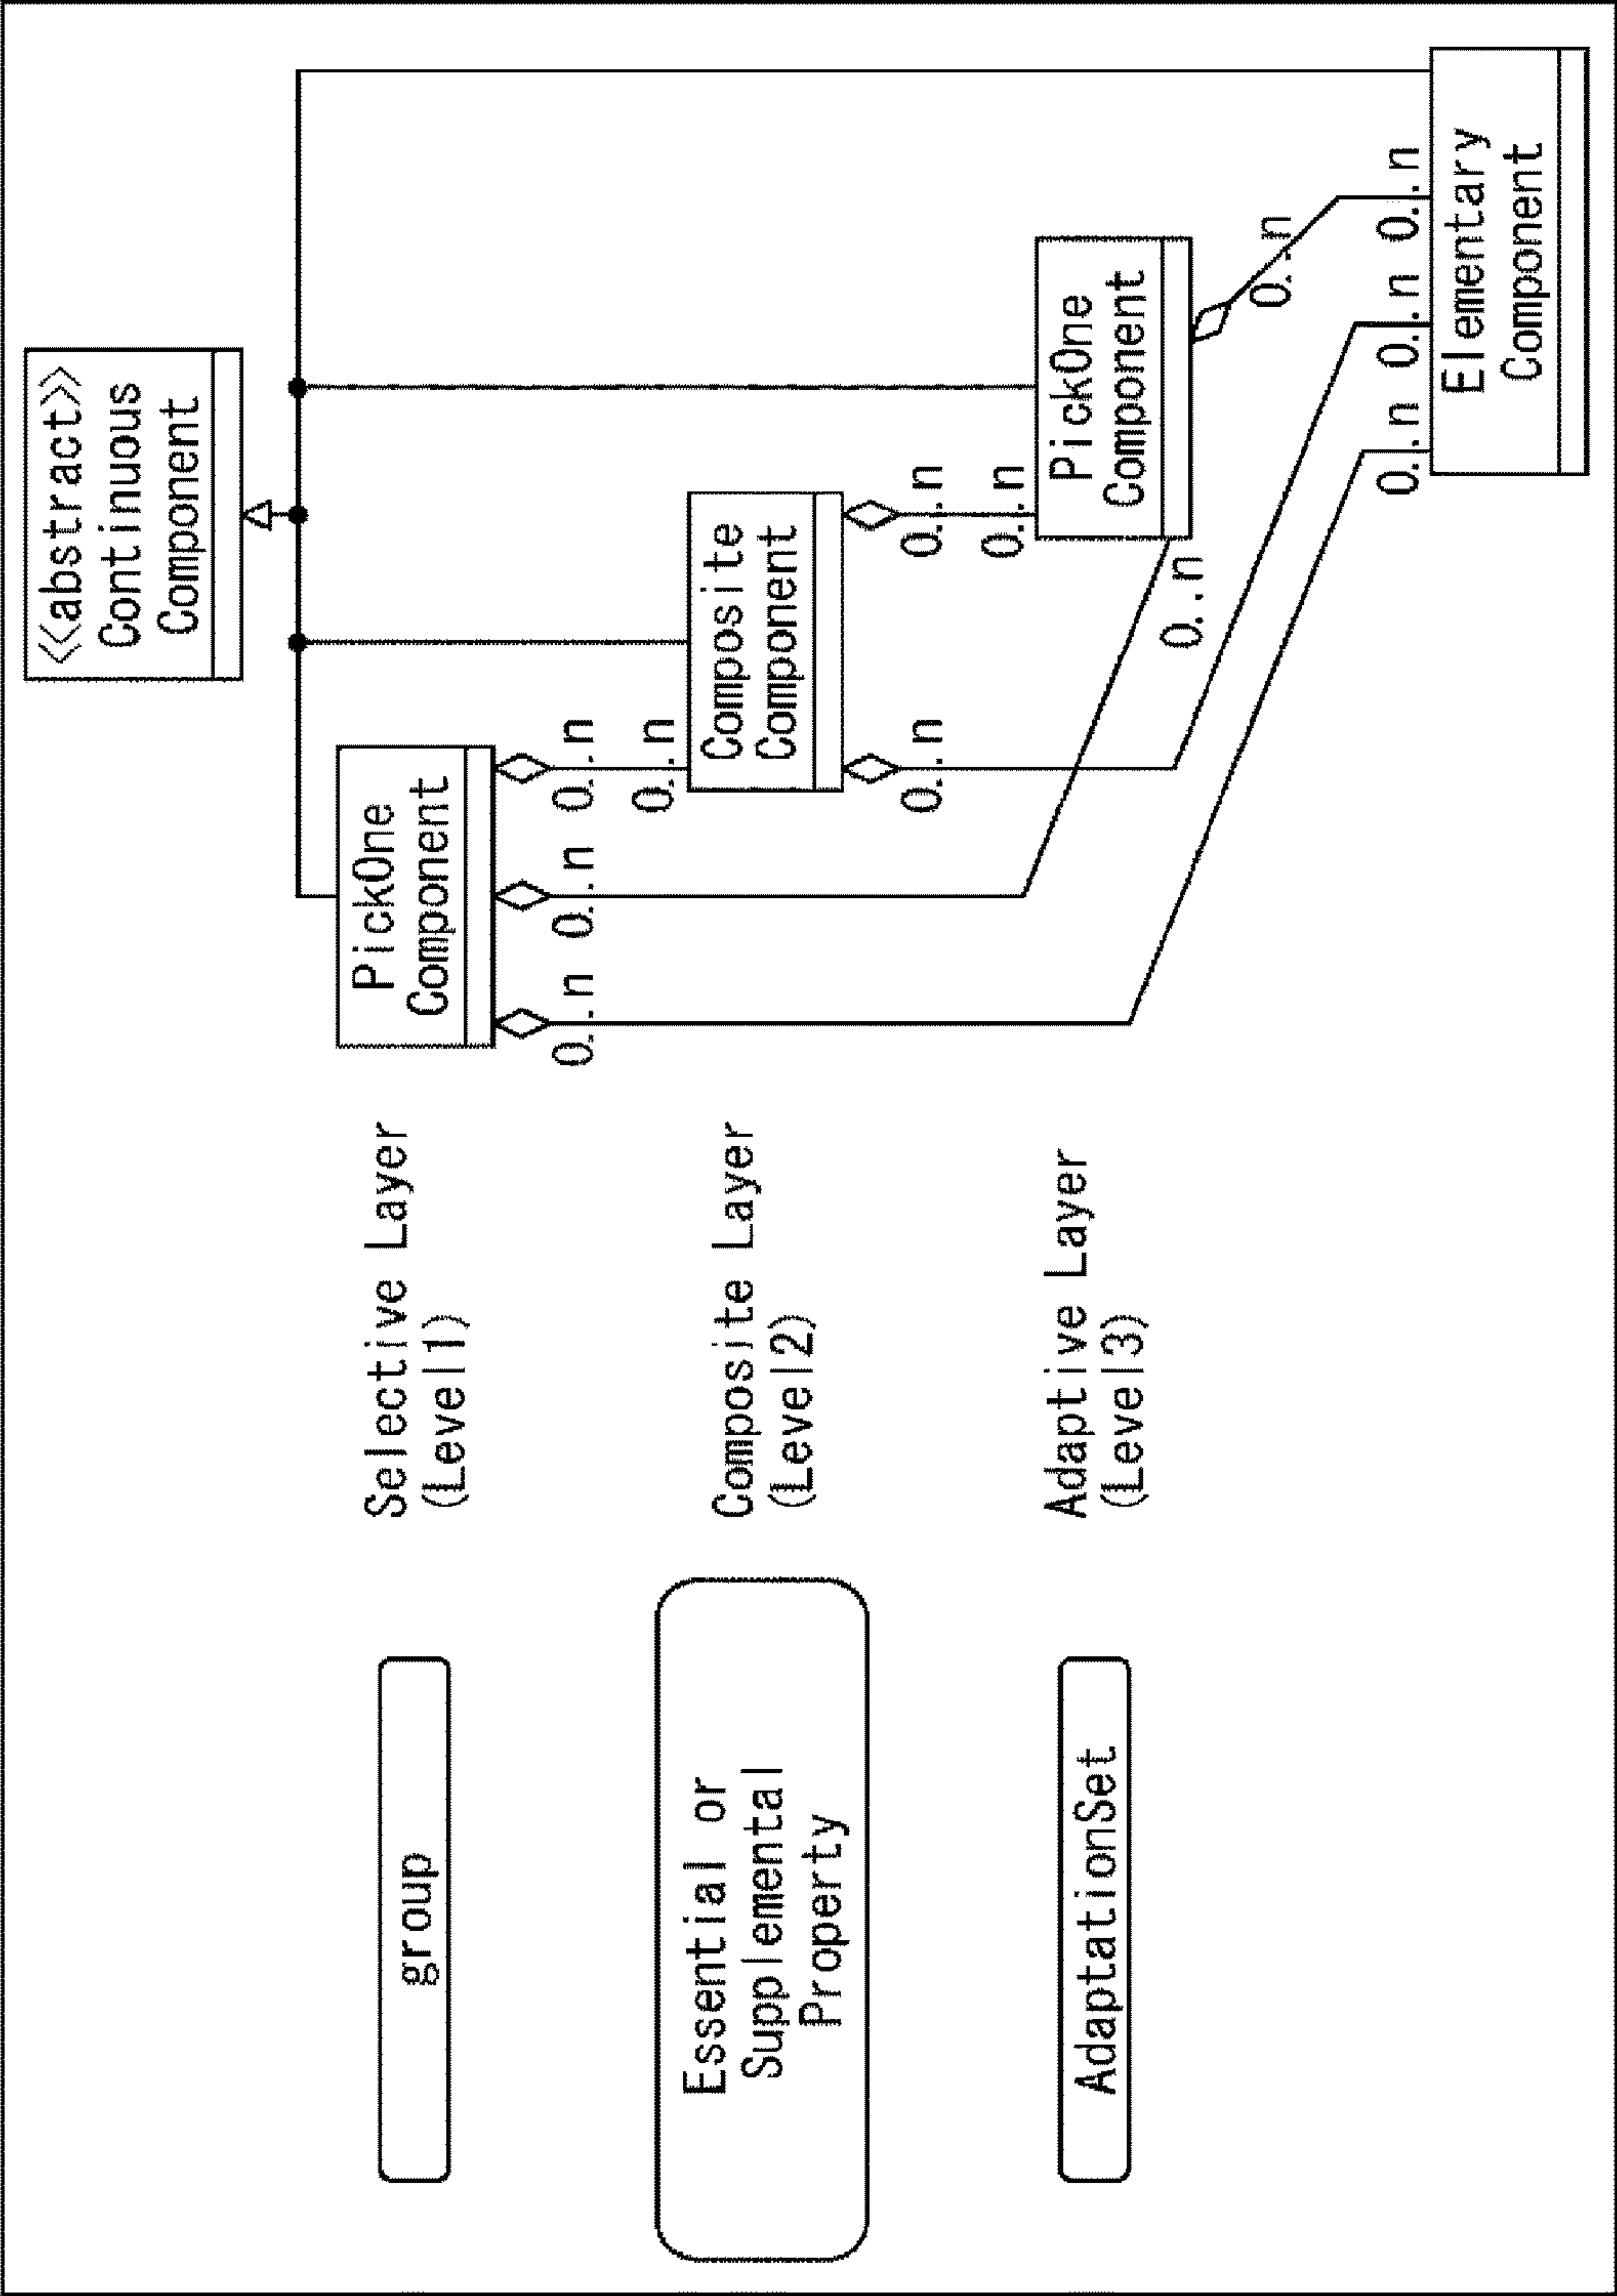 <<abstract>>
Continuous
Component
group
Selective Layer
(Level1)
PickOne
Component
0..n
0..n
0..n
0..n
Essential or
Supplemental
Property
Composite Layer
(Level2)
Composite
Component
0..n
0..n
0..n
AdaptationSet
Adaptive Layer
(Level3)
PickOne
Component
0..n
0..n
0..n
0..n
0..n
Elementary
Component